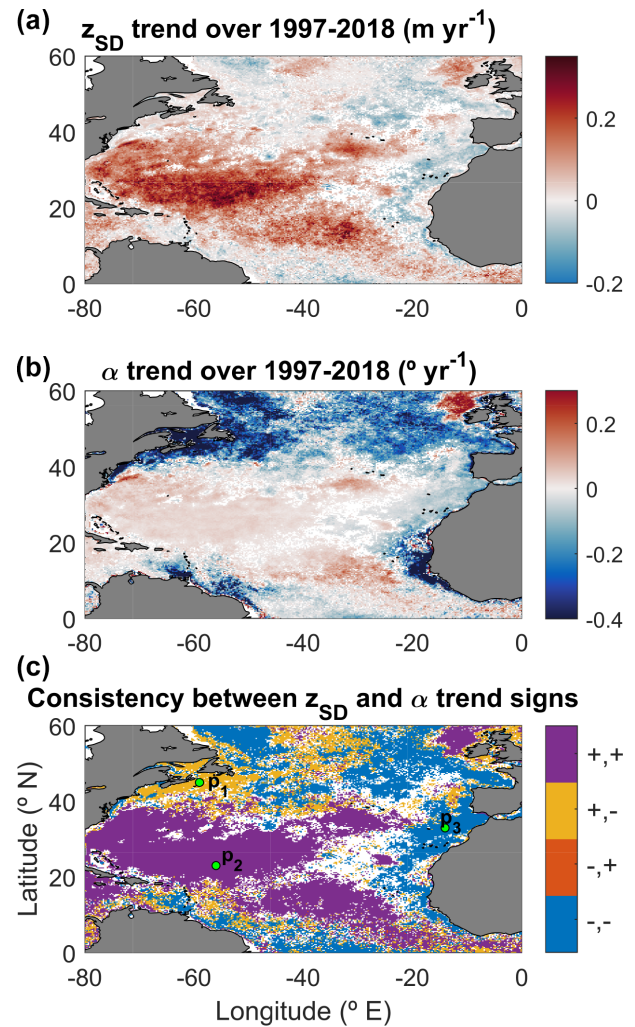 (a)
z_SD trend over 1997-2018 (m yr^-1)
60
40
20
0
-80 -60 -40 -20 0
0.2
0
-0.2
(b)
α trend over 1997-2018 (º yr^-1)
60
40
20
0
-80 -60 -40 -20 0
0.2
0
-0.2
-0.4
(c)
Consistency between z_SD and α trend signs
60
40
20
0
Latitude (º N)
p_1
p_2
p_3
-80 -60 -40 -20 0
Longitude (º E)
+,+
+,-
-,+
-,-